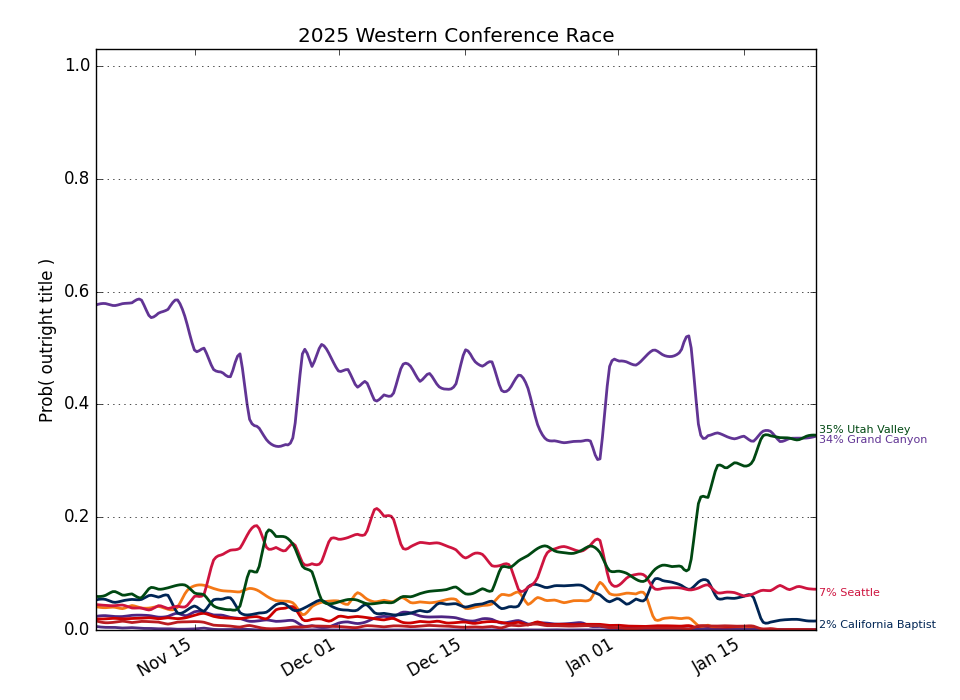 2025 Western Conference Race
Prob( outright title )
1.0
0.8
0.6
0.4
0.2
0.0
35% Utah Valley
34% Grand Canyon
7% Seattle
2% California Baptist
Nov 15
Dec 01
Dec 15
Jan 01
Jan 15